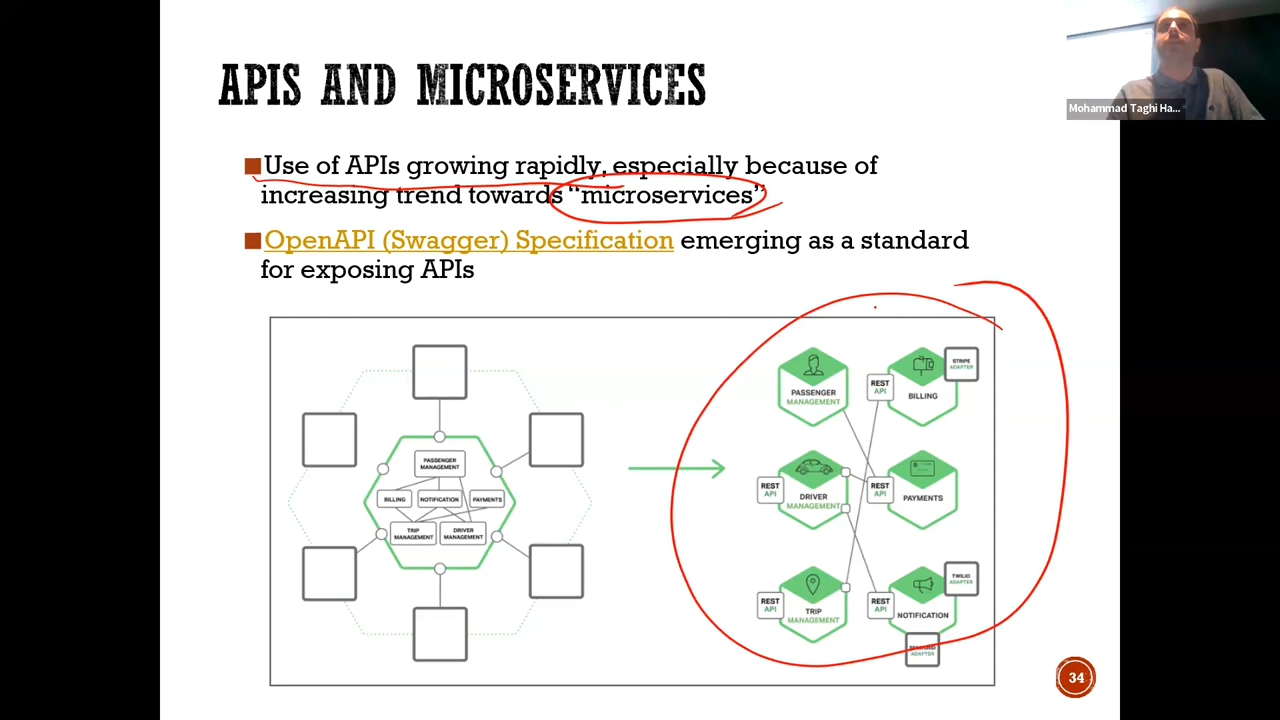 APIS AND MICROSERVICES
Mohammad Taghi Ha...
Use of APIs growing rapidly, especially because of
increasing trend towards “microservices”
OpenAPI (Swagger) Specification emerging as a standard
for exposing APIs
PASSENGER
MANAGEMENT
BILLING
NOTIFICATION
PAYMENTS
TRIP
MANAGEMENT
DRIVER
MANAGEMENT
PASSENGER
MANAGEMENT
REST
API
BILLING
STRIPE
ADAPTER
REST
API
DRIVER
MANAGEMENT
REST
API
PAYMENTS
REST
API
TRIP
MANAGEMENT
REST
API
NOTIFICATION
TWILIO
ADAPTER
ADAPTER
34